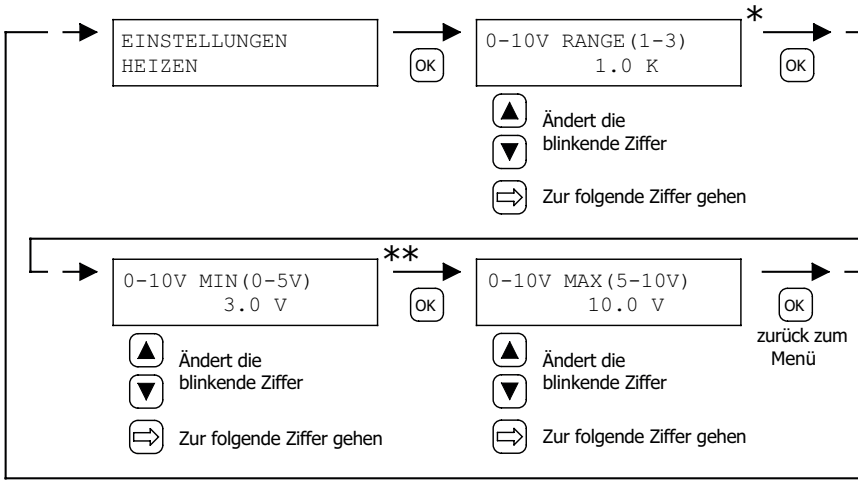 EINSTELLUNGEN
HEIZEN
OK
0-10V RANGE(1-3)
1.0 K
*
OK
Ändert die
blinkende Ziffer
Zur folgende Ziffer gehen
0-10V MIN(0-5V)
3.0 V
**
OK
0-10V MAX(5-10V)
10.0 V
OK
zurück zum
Menü
Ändert die
blinkende Ziffer
Zur folgende Ziffer gehen
Ändert die
blinkende Ziffer
Zur folgende Ziffer gehen